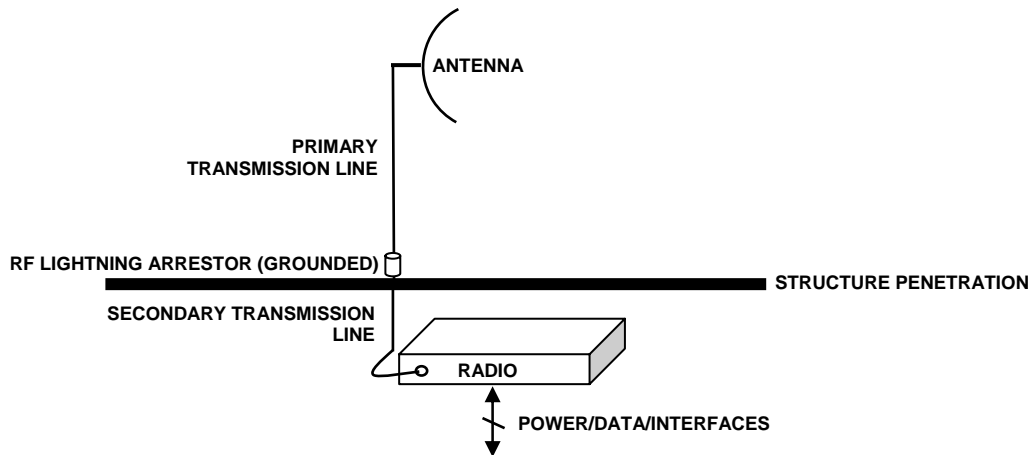 ANTENNA
PRIMARY
TRANSMISSION LINE
RF LIGHTNING ARRESTOR (GROUNDED)
STRUCTURE PENETRATION
SECONDARY TRANSMISSION
LINE
RADIO
POWER/DATA/INTERFACES